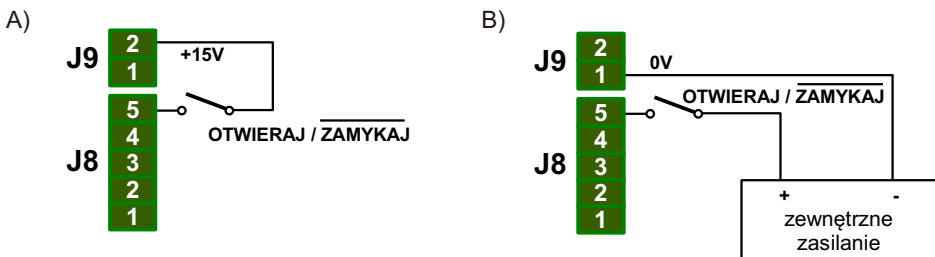 A)
J9
2
1
+15V
5
4
3
2
1
J8
OTWIERAJ / ZAMYKAJ
B)
J9
2
1
0V
5
4
3
2
1
J8
OTWIERAJ / ZAMYKAJ
+ -
zewnętrzne
zasilanie